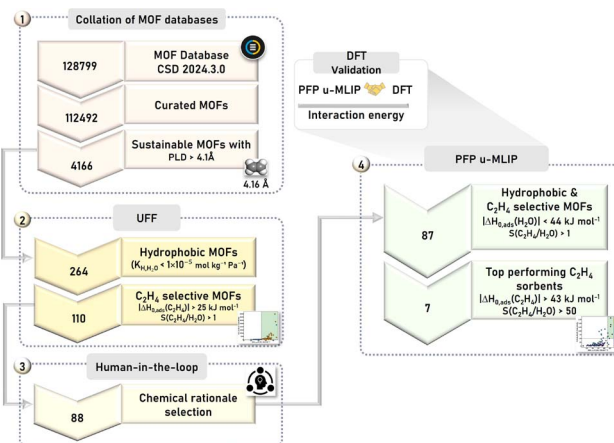 1
Collation of MOF databases
128799
MOF Database
CSD 2024.3.0
112492
Curated MOFs
4166
Sustainable MOFs with
PLD > 4.1Å
4.16 Å
2
UFF
264
Hydrophobic MOFs
(K_H,H₂O < 1×10⁻⁵ mol kg⁻¹ Pa⁻¹)
110
C₂H₄ selective MOFs
|ΔH₀,ads(C₂H₄)| > 25 kJ mol⁻¹
S(C₂H₄/H₂O) > 1
3
Human-in-the-loop
88
Chemical rationale
selection
DFT
Validation
PFP u-MLIP DFT
Interaction energy
4
PFP u-MLIP
87
Hydrophobic &
C₂H₄ selective MOFs
|ΔH₀,ads(H₂O)| < 44 kJ mol⁻¹
S(C₂H₄/H₂O) > 1
7
Top performing C₂H₄
sorbents
|ΔH₀,ads(C₂H₄)| > 43 kJ mol⁻¹
S(C₂H₄/H₂O) > 50